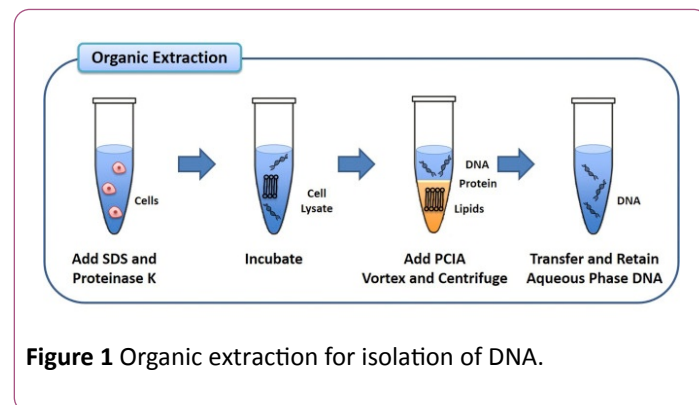 Organic Extraction
Cells
Add SDS and
Proteinase K
Cell
Lysate
Incubate
DNA
Protein
Lipids
Add PCIA
Vortex and Centrifuge
DNA
Transfer and Retain
Aqueous Phase DNA
Figure 1 Organic extraction for isolation of DNA.